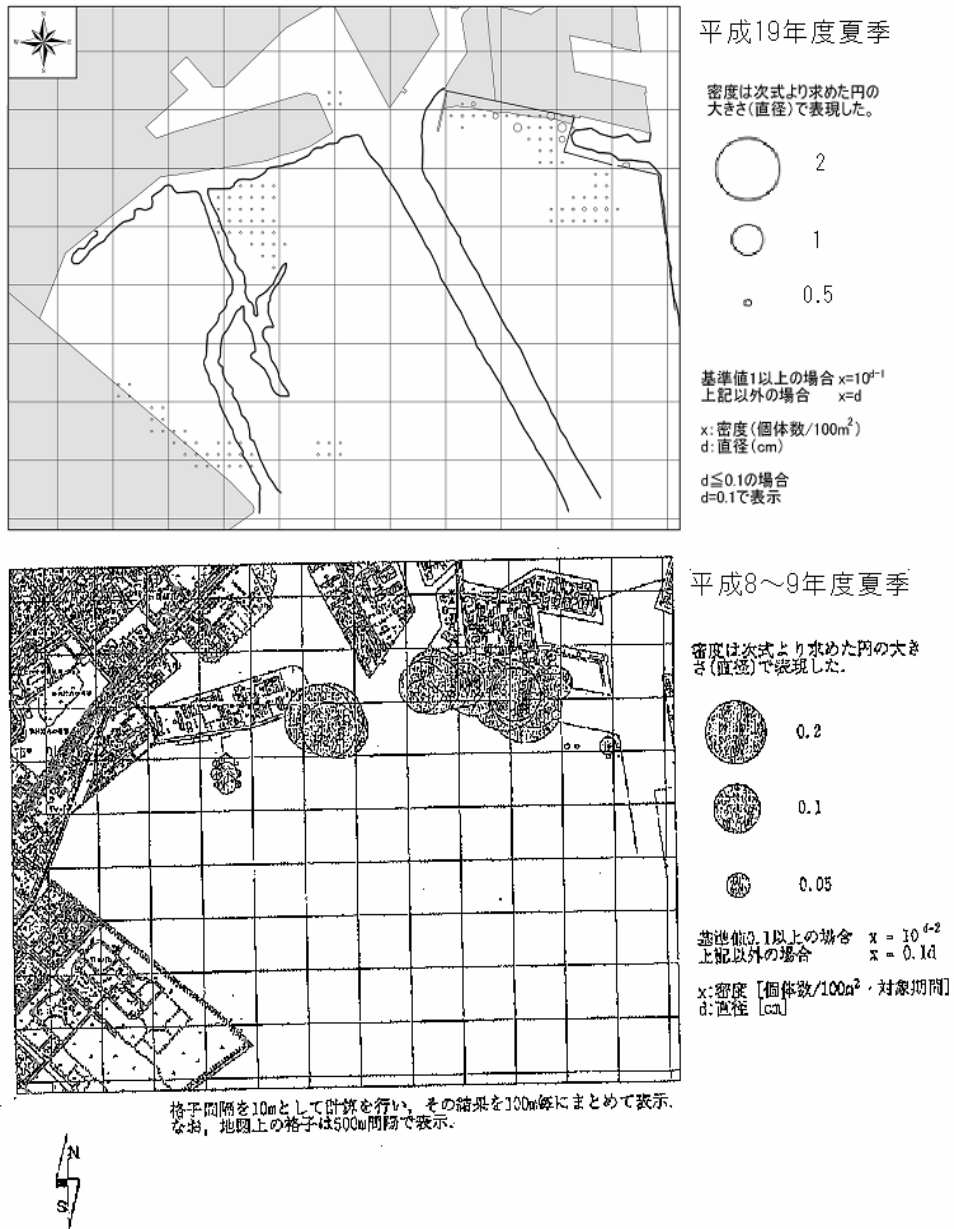 N
W
E
S
平成19年度夏季
密度は次式より求めた円の
大きさ(直径)で表現した。
2
1
0.5
基準値1以上の場合 x=10^{d-1}
上記以外の場合 x=d
x:密度(個体数/100m²)
d:直径(cm)
d≦0.1の場合
d=0.1で表示
平成8～9年度夏季
密度は次式より求めた円の大き
さ(直径)で表現した.
0.2
0.1
0.05
基準値0.1以上の場合 x = 10^{d-2}
上記以外の場合 x = 0.1d
x:密度 [個体数/100m²・対象期間]
d:直径 [cm]
格子間隔を10mとして計算を行い, その結果を100m毎にまとめて表示.
なお, 地図上の格子は500m間隔で表示.
N
S